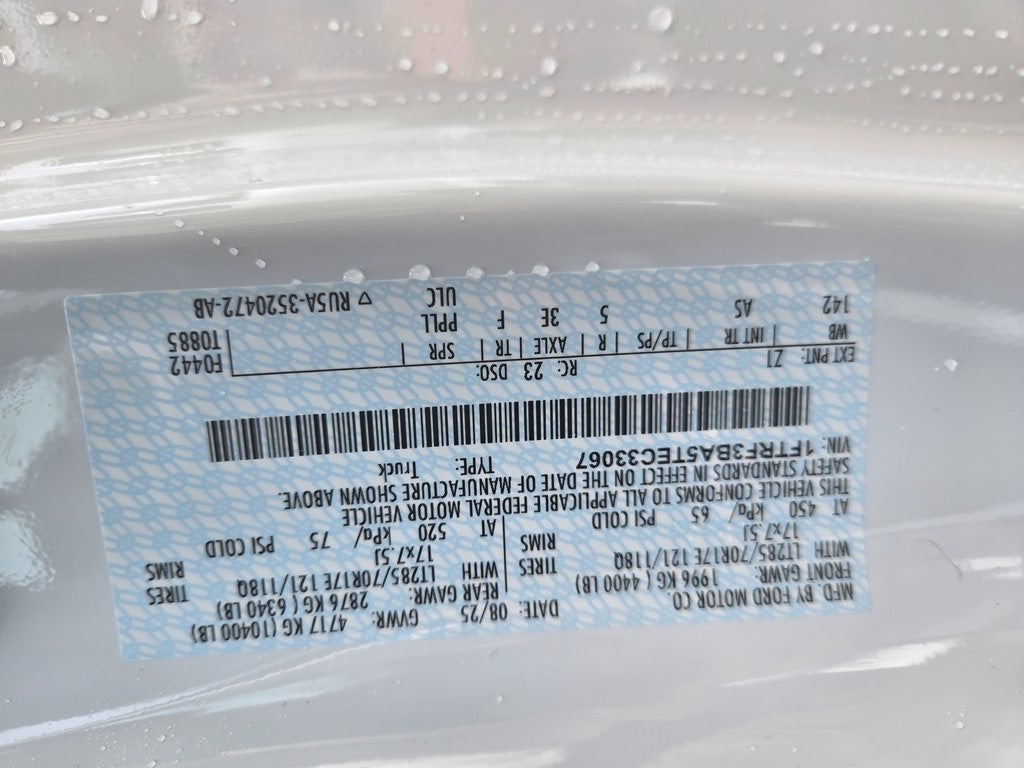 MFD. BY FORD MOTOR CO.
DATE: 08/25 GVWR: 4717 KG (10400 LB)
FRONT GAWR: 1996 KG ( 4400 LB) REAR GAWR: 2876 KG ( 6340 LB)
WITH LT285/70R17E 121/118Q TIRES WITH LT285/70R17E 121/118Q TIRES
17x7.5J RIMS 17x7.5J RIMS
AT 450 kPa/ 65 PSI COLD AT 520 kPa/ 75 PSI COLD
THIS VEHICLE CONFORMS TO ALL APPLICABLE FEDERAL MOTOR VEHICLE
SAFETY STANDARDS IN EFFECT ON THE DATE OF MANUFACTURE SHOWN ABOVE.
VIN: 1FTRF3BA5TEC33067 TYPE: Truck
EXT PNT: Z1 RC: 23 DSO: F0442
WB | INT TR | TP/PS | R | AXLE | TR | SPR | T0885
142 AS 5 3E F PPLL
ULC ▽ RU5A-3520472-AB